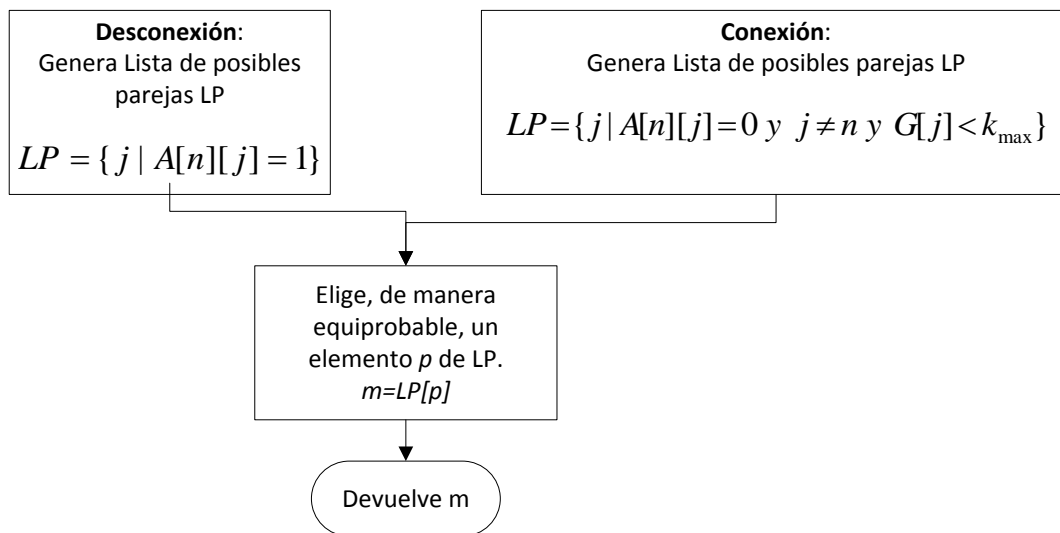 Desconexión:
Genera Lista de posibles
parejas LP
LP = { j | A[n][j] = 1}
Conexión:
Genera Lista de posibles parejas LP
LP={j | A[n][j]=0 y j≠n y G[j]<k_max}
Elige, de manera
equiprobable, un
elemento p de LP.
m=LP[p]
Devuelve m